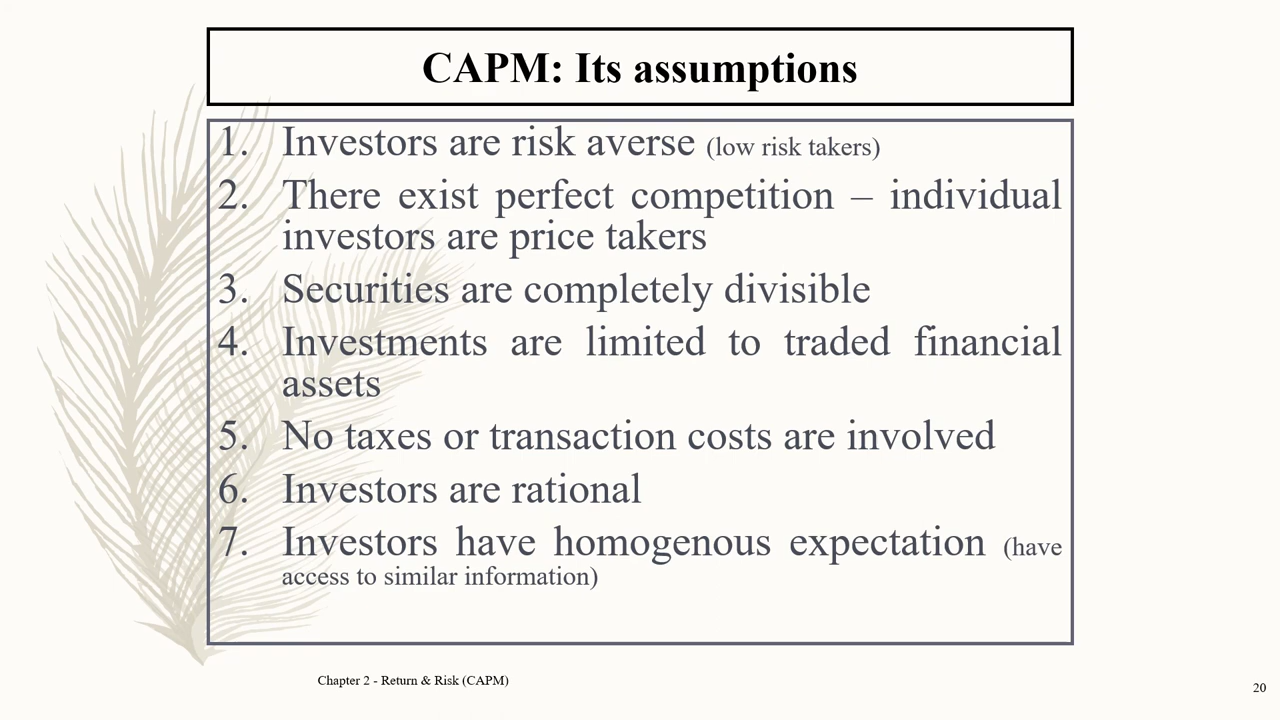 CAPM: Its assumptions
1. Investors are risk averse (low risk takers)
2. There exist perfect competition – individual
investors are price takers
3. Securities are completely divisible
4. Investments are limited to traded financial
assets
5. No taxes or transaction costs are involved
6. Investors are rational
7. Investors have homogenous expectation (have
access to similar information)
Chapter 2 - Return & Risk (CAPM)
20